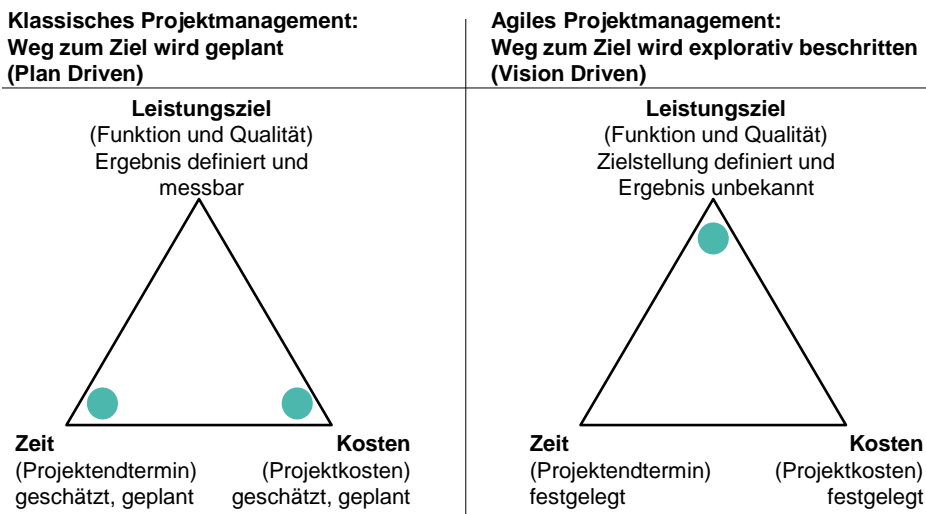 Klassisches Projektmanagement:
Weg zum Ziel wird geplant
(Plan Driven)
Leistungsziel
(Funktion und Qualität)
Ergebnis definiert und
messbar
Zeit
(Projektendtermin)
geschätzt, geplant
Kosten
(Projektkosten)
geschätzt, geplant
Agiles Projektmanagement:
Weg zum Ziel wird explorativ beschritten
(Vision Driven)
Leistungsziel
(Funktion und Qualität)
Zielstellung definiert und
Ergebnis unbekannt
Zeit
(Projektendtermin)
festgelegt
Kosten
(Projektkosten)
festgelegt